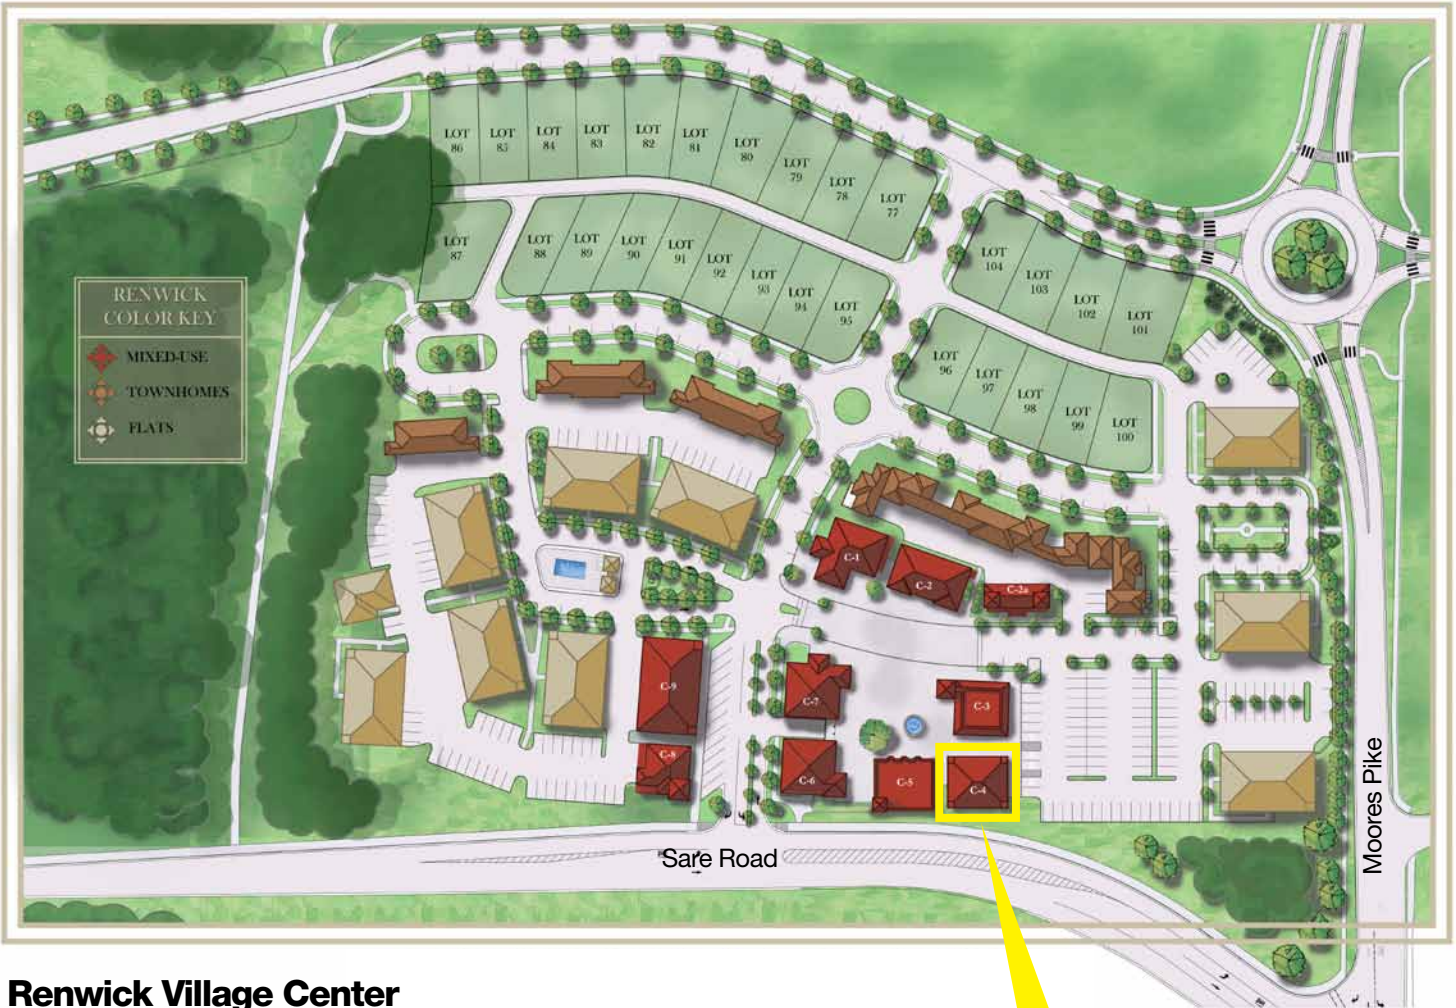 LOT
86
LOT
85
LOT
84
LOT
83
LOT
82
LOT
81
LOT
80
LOT
79
LOT
78
LOT
77
LOT
87
LOT
88
LOT
89
LOT
90
LOT
91
LOT
92
LOT
93
LOT
94
LOT
95
LOT
104
LOT
103
LOT
102
LOT
101
LOT
96
LOT
97
LOT
98
LOT
99
LOT
100
RENWICK
COLOR KEY
MIXED-USE
TOWNHOMES
FLATS
C-1
C-2
C-2a
C-9
C-7
C-3
C-8
C-6
C-5
C-4
Sare Road
Moores Pike
Renwick Village Center